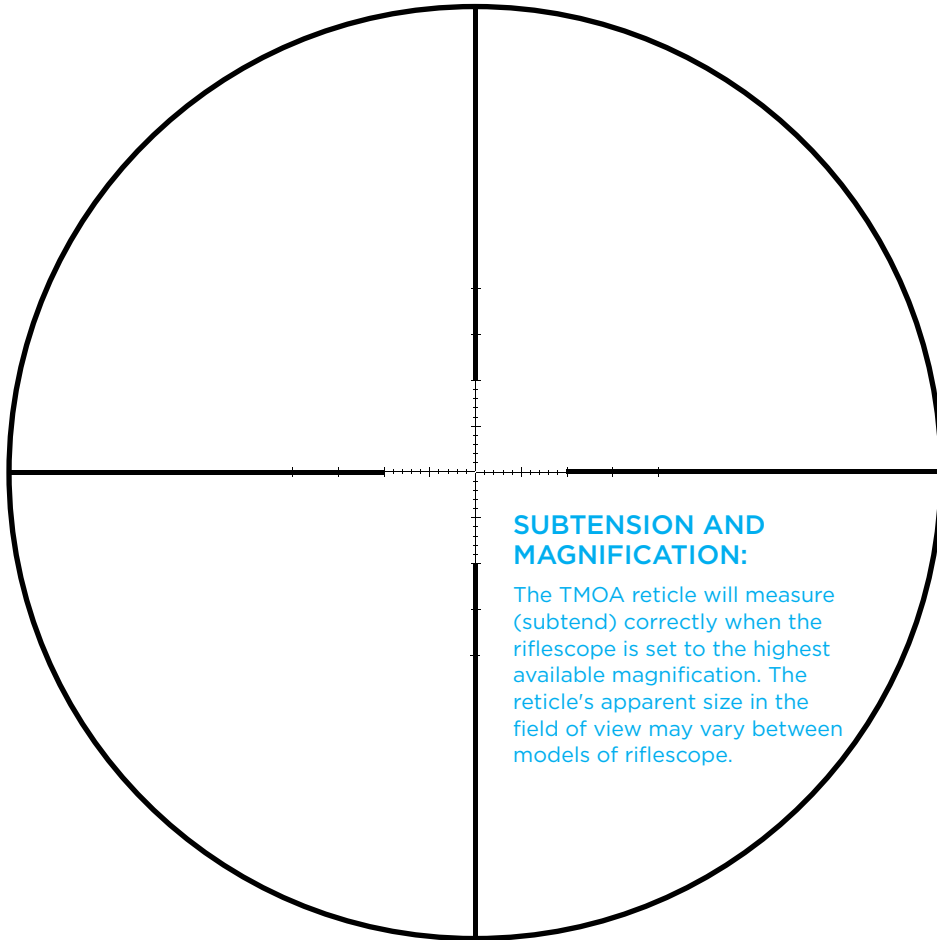 SUBTENSION AND
MAGNIFICATION:
The TMOA reticle will measure
(subtend) correctly when the
riflescope is set to the highest
available magnification. The
reticle's apparent size in the
field of view may vary between
models of riflescope.